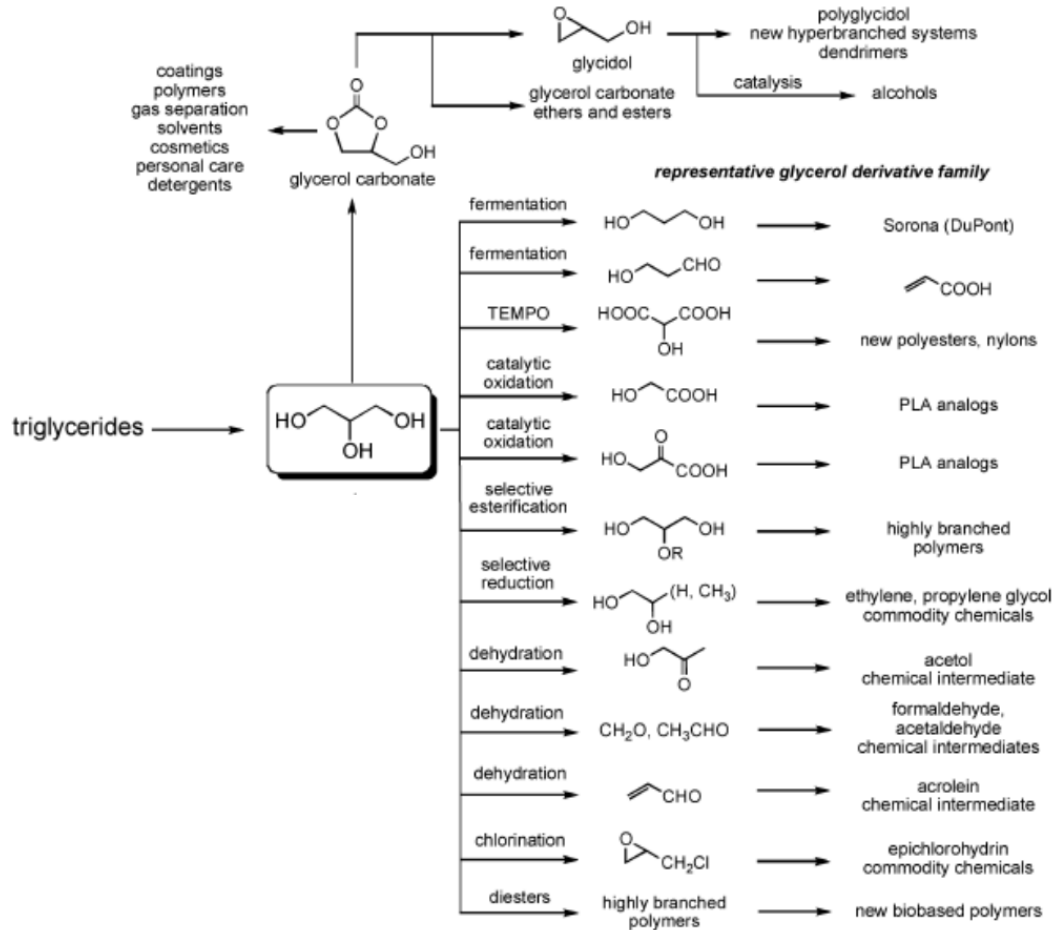 polyglycidol
new hyperbranched systems
dendrimers
OH
O
glycidol
catalysis
alcohols
glycerol carbonate
ethers and esters
coatings
polymers
gas separation
solvents
cosmetics
personal care
detergents
O
O
O
OH
glycerol carbonate
representative glycerol derivative family
triglycerides
HO
OH
OH
fermentation
HO
OH
Sorona (DuPont)
fermentation
HO
CHO
COOH
TEMPO
HOOC
COOH
OH
new polyesters, nylons
catalytic
oxidation
HO
COOH
PLA analogs
catalytic
oxidation
O
HO
COOH
PLA analogs
selective
esterification
HO
OH
OR
highly branched
polymers
selective
reduction
HO
(H, CH₃)
OH
ethylene, propylene glycol
commodity chemicals
dehydration
HO
O
acetol
chemical intermediate
dehydration
CH₂O, CH₃CHO
formaldehyde,
acetaldehyde
chemical intermediates
dehydration
CHO
acrolein
chemical intermediate
chlorination
O
CH₂Cl
epichlorohydrin
commodity chemicals
diesters
highly branched
polymers
new biobased polymers